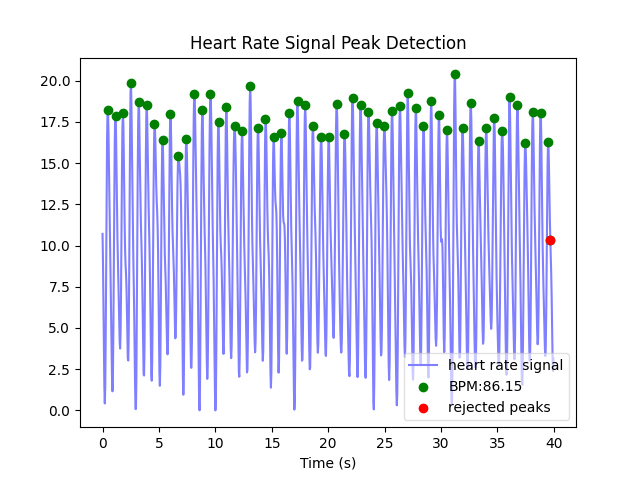 Heart Rate Signal Peak Detection
20.0
17.5
15.0
12.5
10.0
7.5
5.0
2.5
0.0
heart rate signal
BPM:86.15
rejected peaks
0 5 10 15 20 25 30 35 40
Time (s)